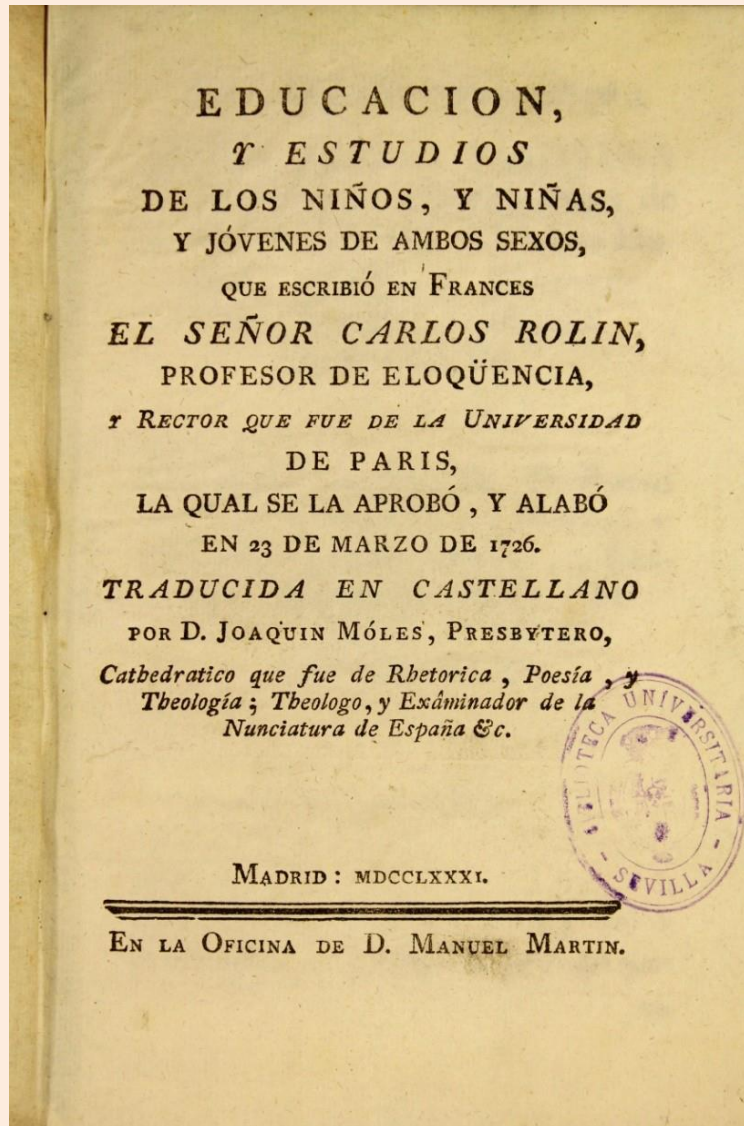 EDUCACION,
Y ESTUDIOS
DE LOS NIÑOS, Y NIÑAS,
Y JÓVENES DE AMBOS SEXOS,
QUE ESCRIBIÓ EN FRANCES
EL SEÑOR CARLOS ROLIN,
PROFESOR DE ELOQÜENCIA,
Y RECTOR QUE FUE DE LA UNIVERSIDAD
DE PARIS,
LA QUAL SE LA APROBÓ, Y ALABÓ
EN 23 DE MARZO DE 1726.
TRADUCIDA EN CASTELLANO
POR D. JOAQUIN MÓLES, PRESBYTERO,
Cathedratico que fue de Rhetorica, Poesía, y
Theología; Theologo, y Exâminador de la
Nunciatura de España &c.
BIBLIOTECA UNIVERSITARIA
- SEVILLA -
MADRID: MDCCLXXXI.
EN LA OFICINA DE D. MANUEL MARTIN.